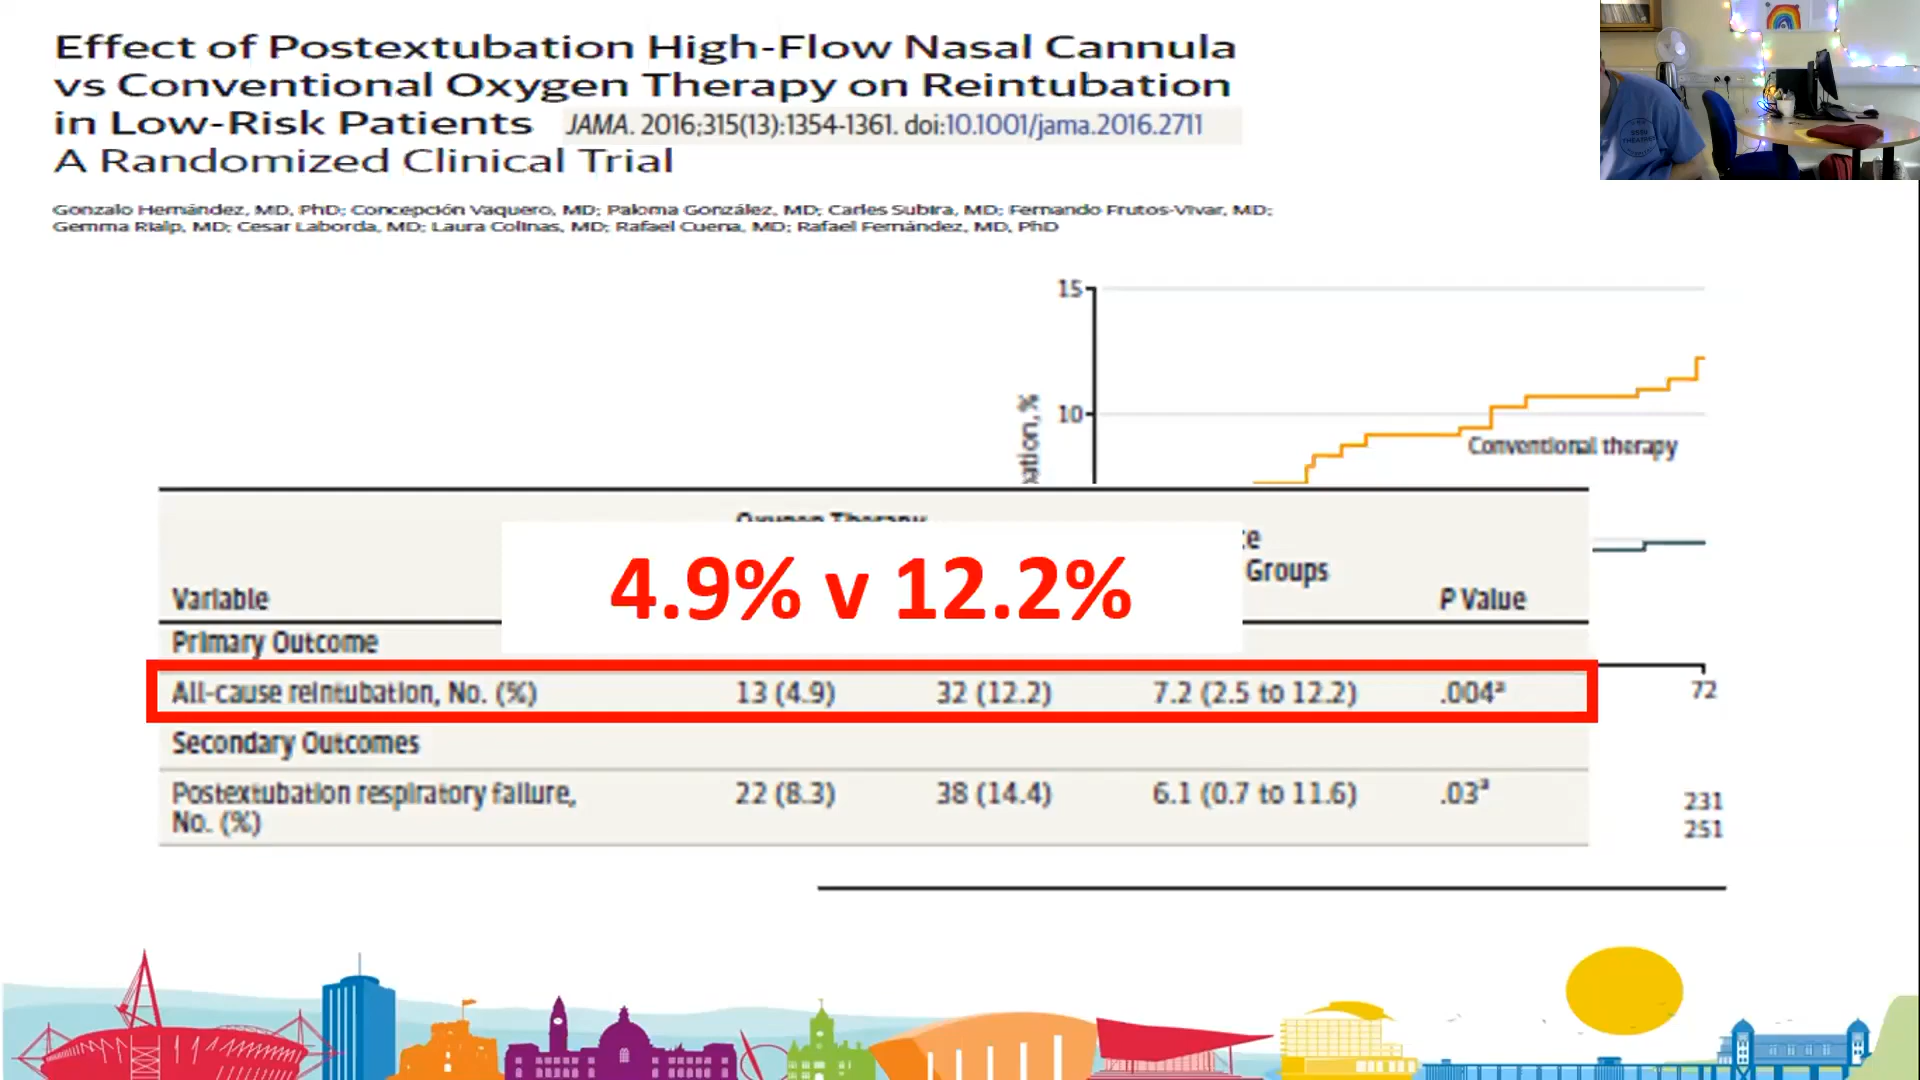 Effect of Postextubation High-Flow Nasal Cannula
vs Conventional Oxygen Therapy on Reintubation
in Low-Risk Patients
JAMA. 2016;315(13):1354-1361. doi:10.1001/jama.2016.2711
A Randomized Clinical Trial
Gonzalo Hernández, MD, PhD; Concepción Vaquero, MD; Paloma González, MD; Carles Subira, MD; Fernando Frutos-Vivar, MD;
Gemma Rialp, MD; Cesar Laborda, MD; Laura Colinas, MD; Rafael Cuena, MD; Rafael Fernández, MD, PhD
15
10
Conventional therapy
Oxygen Therapy
4.9% v 12.2%
Groups
Variable
P Value
Primary Outcome
All-cause reintubation, No. (%) 13 (4.9) 32 (12.2) 7.2 (2.5 to 12.2) .004ᵃ
72
Secondary Outcomes
Postextubation respiratory failure, 22 (8.3) 38 (14.4) 6.1 (0.7 to 11.6) .03ᵃ
No. (%)
231
251